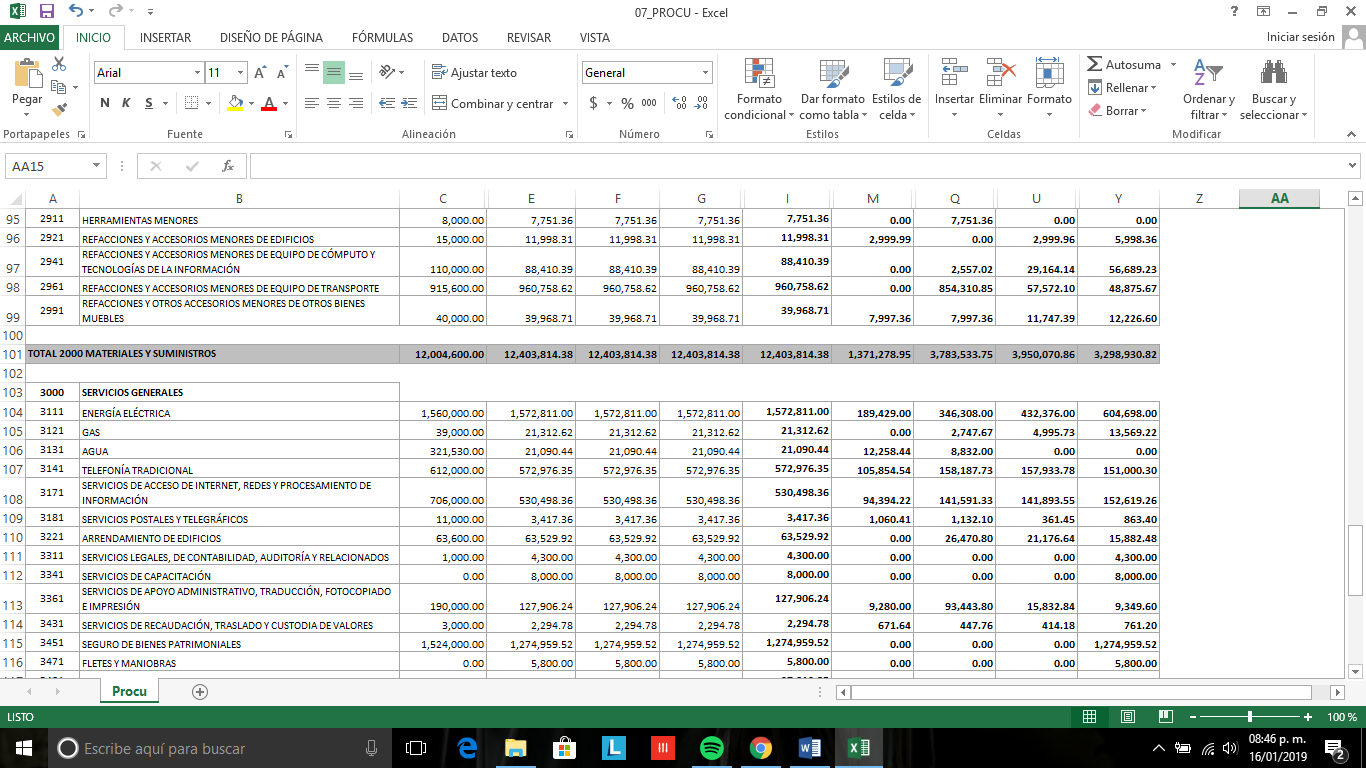 07_PROCU - Excel
ARCHIVO INICIO INSERTAR DISEÑO DE PÁGINA FÓRMULAS DATOS REVISAR VISTA Iniciar sesión
Pegar
Arial 11
N K S
Ajustar texto
Combinar y centrar
General
$ % 000
Formato condicional
Dar formato como tabla
Estilos de celda
Insertar Eliminar Formato
Autosuma
Rellenar
Borrar
Ordenar y filtrar
Buscar y seleccionar
Portapapeles Fuente Alineación Número Estilos Celdas Modificar
AA15 fx
A B C E F G I M Q U Y Z AA
95 2911 HERRAMIENTAS MENORES 8,000.00 7,751.36 7,751.36 7,751.36 7,751.36 0.00 7,751.36 0.00 0.00
96 2921 REFACCIONES Y ACCESORIOS MENORES DE EDIFICIOS 15,000.00 11,998.31 11,998.31 11,998.31 11,998.31 2,999.99 0.00 2,999.96 5,998.36
97 2941 REFACCIONES Y ACCESORIOS MENORES DE EQUIPO DE CÓMPUTO Y
TECNOLOGÍAS DE LA INFORMACIÓN 110,000.00 88,410.39 88,410.39 88,410.39 88,410.39 0.00 2,557.02 29,164.14 56,689.23
98 2961 REFACCIONES Y ACCESORIOS MENORES DE EQUIPO DE TRANSPORTE 915,600.00 960,758.62 960,758.62 960,758.62 960,758.62 0.00 854,310.85 57,572.10 48,875.67
99 2991 REFACCIONES Y OTROS ACCESORIOS MENORES DE OTROS BIENES
MUEBLES 40,000.00 39,968.71 39,968.71 39,968.71 39,968.71 7,997.36 7,997.36 11,747.39 12,226.60
100
101 TOTAL 2000 MATERIALES Y SUMINISTROS 12,004,600.00 12,403,814.38 12,403,814.38 12,403,814.38 12,403,814.38 1,371,278.95 3,783,533.75 3,950,070.86 3,298,930.82
102
103 3000 SERVICIOS GENERALES
104 3111 ENERGÍA ELÉCTRICA 1,560,000.00 1,572,811.00 1,572,811.00 1,572,811.00 1,572,811.00 189,429.00 346,308.00 432,376.00 604,698.00
105 3121 GAS 39,000.00 21,312.62 21,312.62 21,312.62 21,312.62 0.00 2,747.67 4,995.73 13,569.22
106 3131 AGUA 321,530.00 21,090.44 21,090.44 21,090.44 21,090.44 12,258.44 8,832.00 0.00 0.00
107 3141 TELEFONÍA TRADICIONAL 612,000.00 572,976.35 572,976.35 572,976.35 572,976.35 105,854.54 158,187.73 157,933.78 151,000.30
108 3171 SERVICIOS DE ACCESO DE INTERNET, REDES Y PROCESAMIENTO DE
INFORMACIÓN 706,000.00 530,498.36 530,498.36 530,498.36 530,498.36 94,394.22 141,591.33 141,893.55 152,619.26
109 3181 SERVICIOS POSTALES Y TELEGRÁFICOS 11,000.00 3,417.36 3,417.36 3,417.36 3,417.36 1,060.41 1,132.10 361.45 863.40
110 3221 ARRENDAMIENTO DE EDIFICIOS 63,600.00 63,529.92 63,529.92 63,529.92 63,529.92 0.00 26,470.80 21,176.64 15,882.48
111 3311 SERVICIOS LEGALES, DE CONTABILIDAD, AUDITORÍA Y RELACIONADOS 1,000.00 4,300.00 4,300.00 4,300.00 4,300.00 0.00 0.00 0.00 4,300.00
112 3341 SERVICIOS DE CAPACITACIÓN 0.00 8,000.00 8,000.00 8,000.00 8,000.00 0.00 0.00 0.00 8,000.00
113 3361 SERVICIOS DE APOYO ADMINISTRATIVO, TRADUCCIÓN, FOTOCOPIADO
E IMPRESIÓN 190,000.00 127,906.24 127,906.24 127,906.24 127,906.24 9,280.00 93,443.80 15,832.84 9,349.60
114 3431 SERVICIOS DE RECAUDACIÓN, TRASLADO Y CUSTODIA DE VALORES 3,000.00 2,294.78 2,294.78 2,294.78 2,294.78 671.64 447.76 414.18 761.20
115 3451 SEGURO DE BIENES PATRIMONIALES 1,524,000.00 1,274,959.52 1,274,959.52 1,274,959.52 1,274,959.52 0.00 0.00 0.00 1,274,959.52
116 3471 FLETES Y MANIOBRAS 0.00 5,800.00 5,800.00 5,800.00 5,800.00 0.00 0.00 0.00 5,800.00
Procu
LISTO 100 %
Escribe aquí para buscar
08:46 p. m.
16/01/2019
2